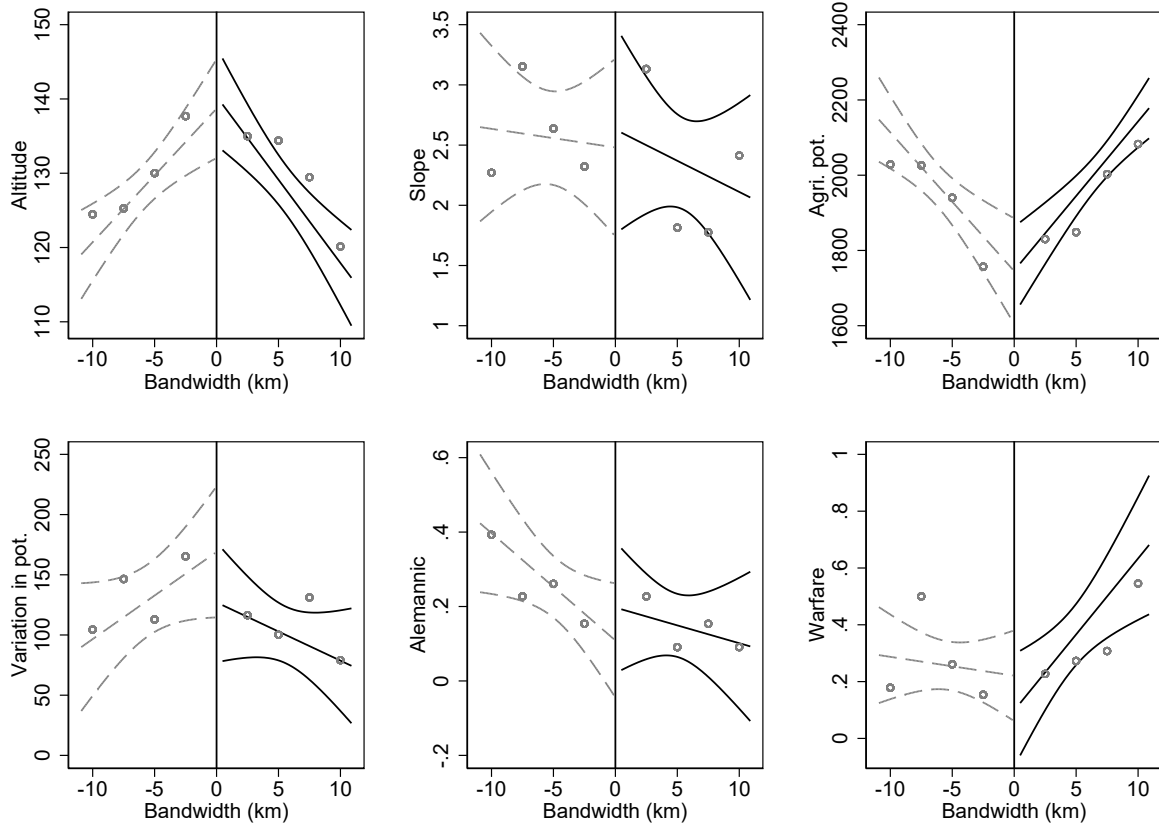 Altitude
150
140
130
120
110
-10 -5 0 5 10
Bandwidth (km)
Slope
3.5
3
2.5
2
1.5
1
-10 -5 0 5 10
Bandwidth (km)
Agri. pot.
2400
2200
2000
1800
1600
-10 -5 0 5 10
Bandwidth (km)
Variation in pot.
250
200
150
100
50
0
-10 -5 0 5 10
Bandwidth (km)
Alemannic
.6
.4
.2
0
-.2
-10 -5 0 5 10
Bandwidth (km)
Warfare
1
.8
.6
.4
.2
0
-10 -5 0 5 10
Bandwidth (km)